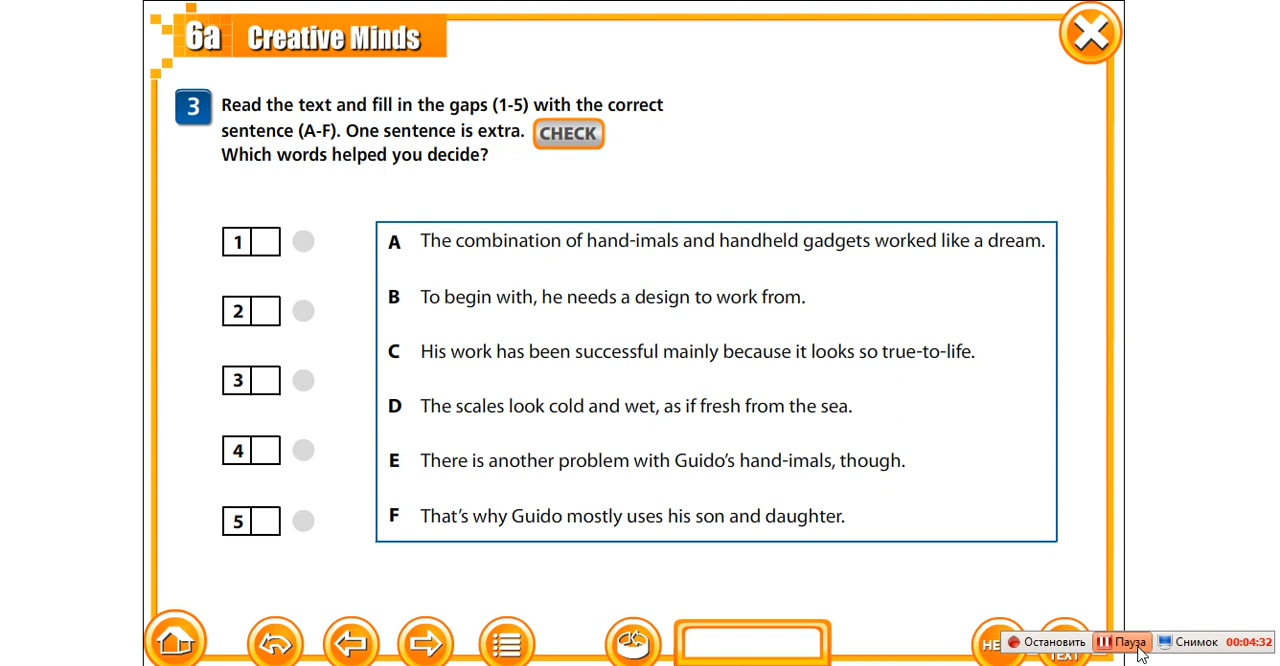 6a Creative Minds
3 Read the text and fill in the gaps (1-5) with the correct
sentence (A-F). One sentence is extra. CHECK
Which words helped you decide?
1
2
3
4
5
A The combination of hand-imals and handheld gadgets worked like a dream.
B To begin with, he needs a design to work from.
C His work has been successful mainly because it looks so true-to-life.
D The scales look cold and wet, as if fresh from the sea.
E There is another problem with Guido's hand-imals, though.
F That's why Guido mostly uses his son and daughter.
HE
TEXT
Остановить Пауза Снимок 00:04:32